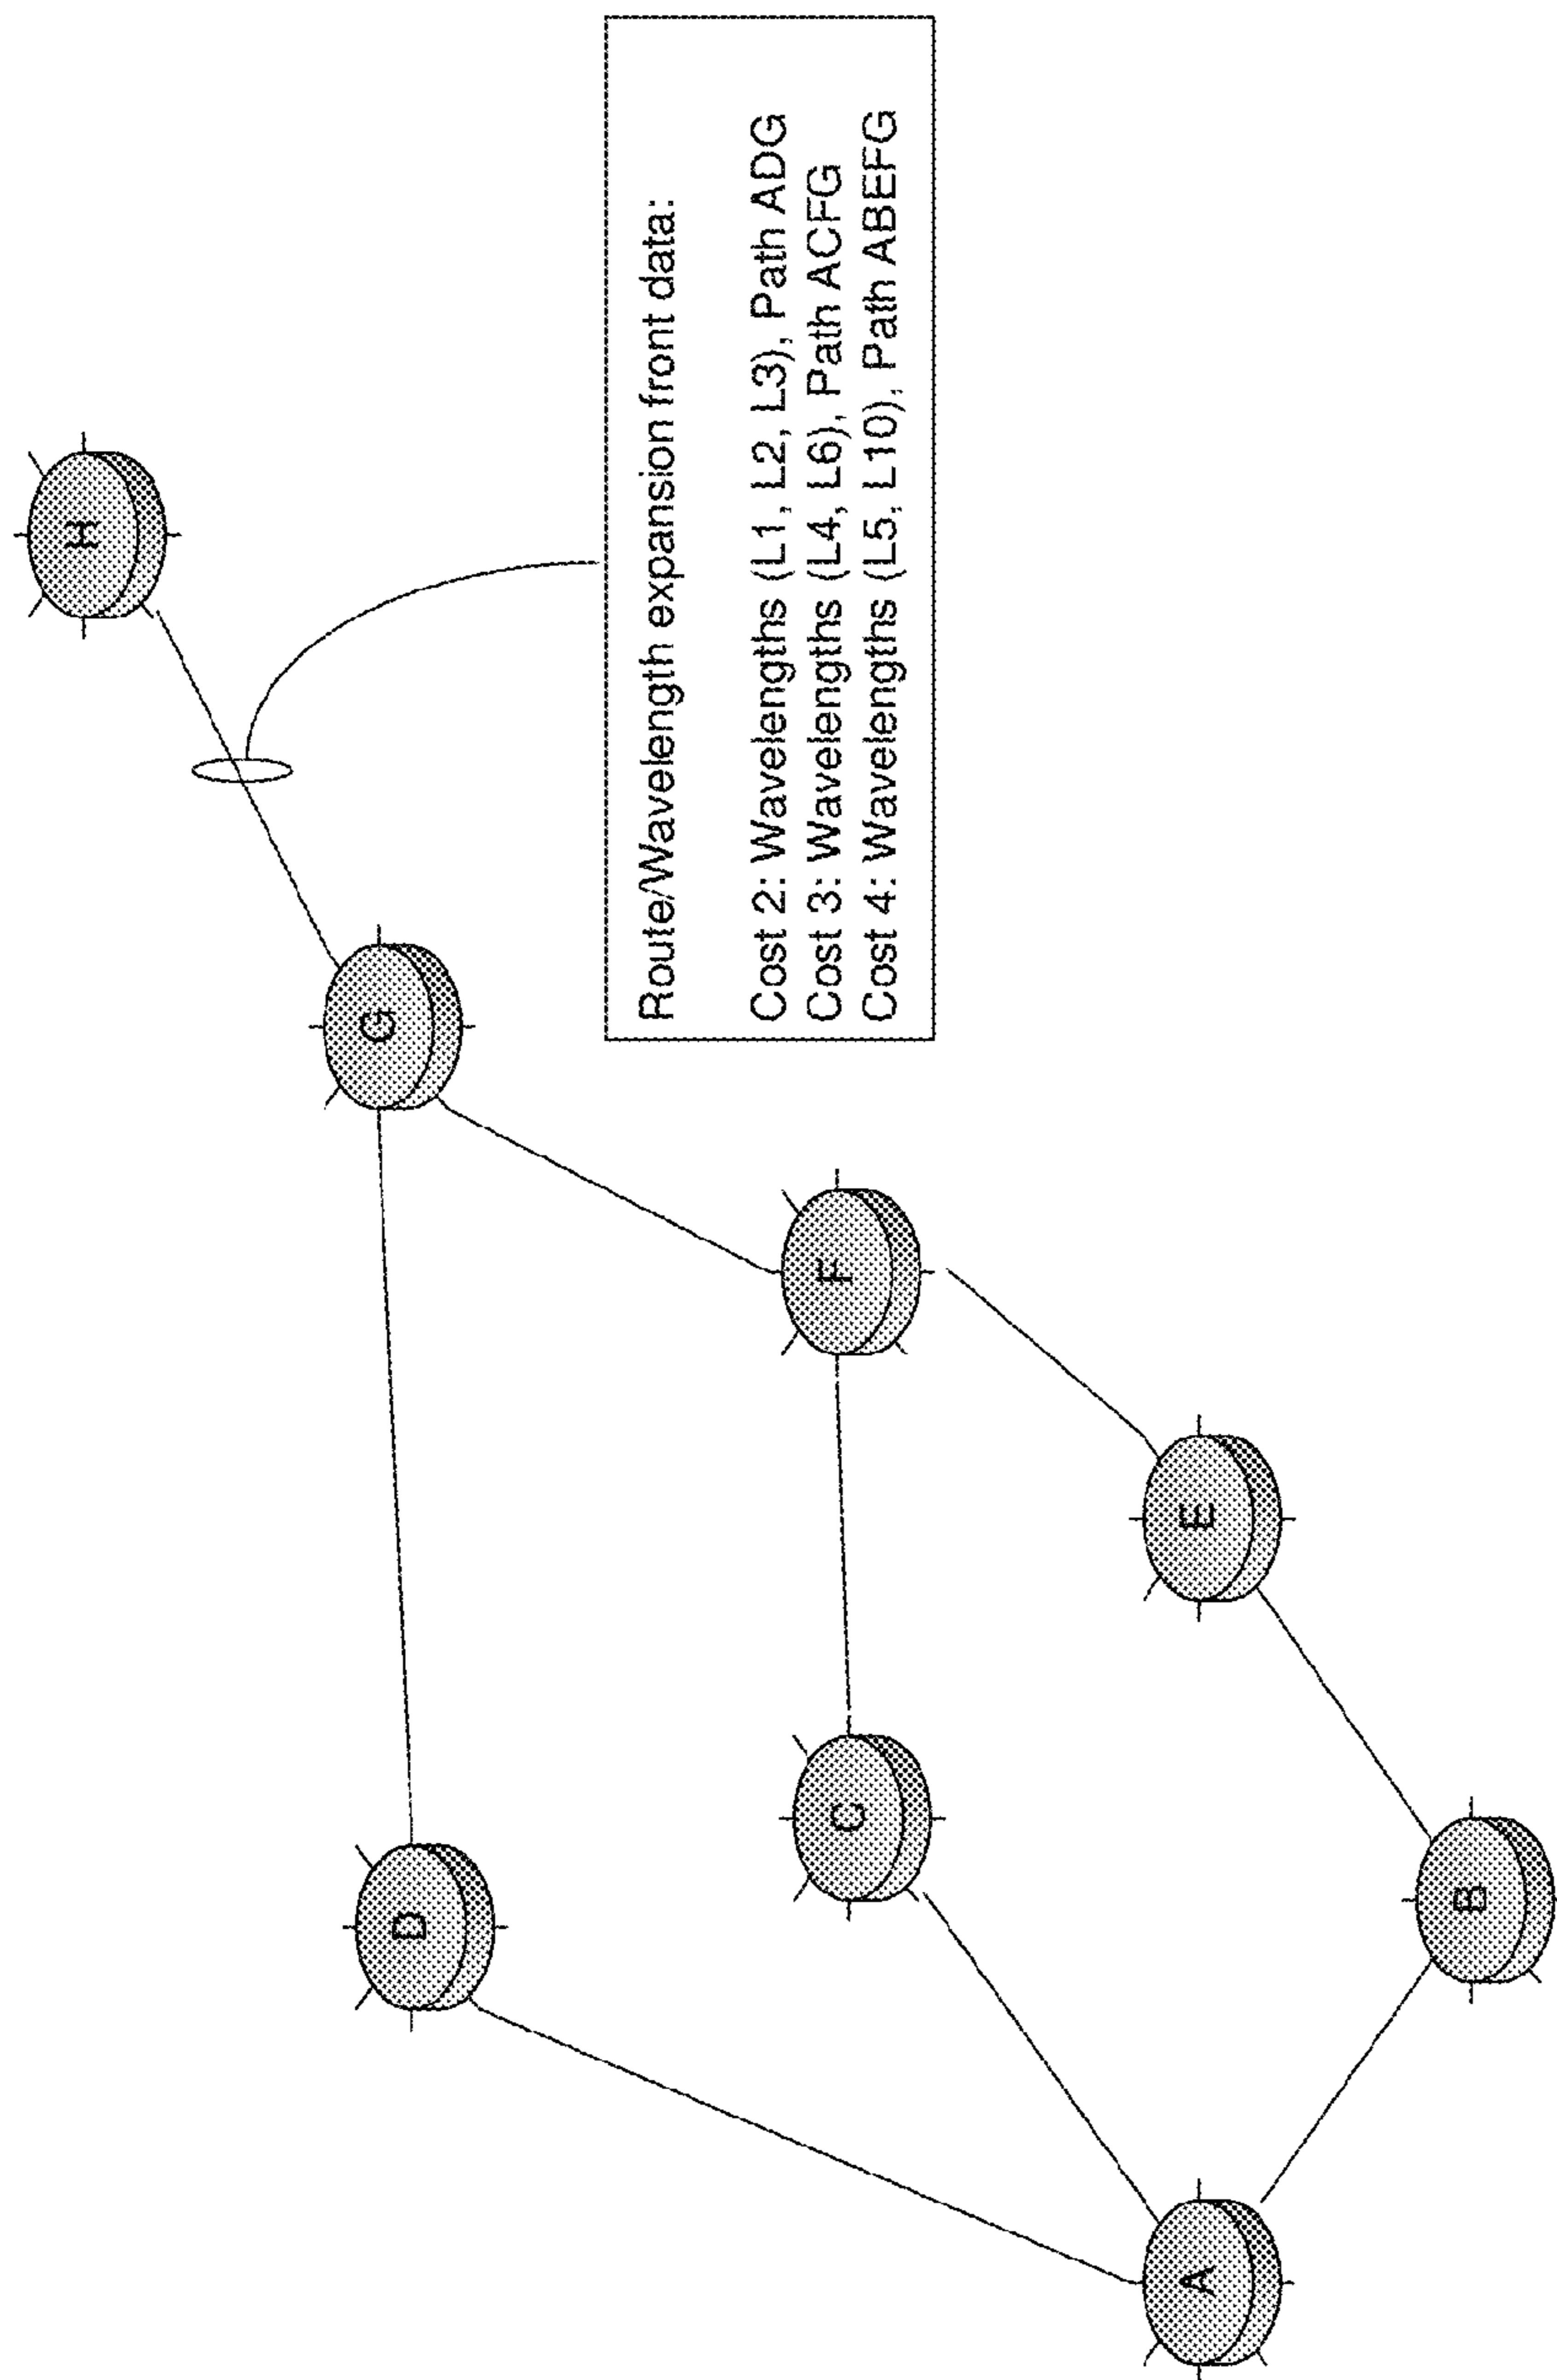 H
G
D
F
C
E
A
B
Route/Wavelength expansion front data:
Cost 2: Wavelengths (L1, L2, L3), Path ADG
Cost 3: Wavelengths (L4, L6), Path ACFG
Cost 4: Wavelengths (L5, L10), Path ABEFG